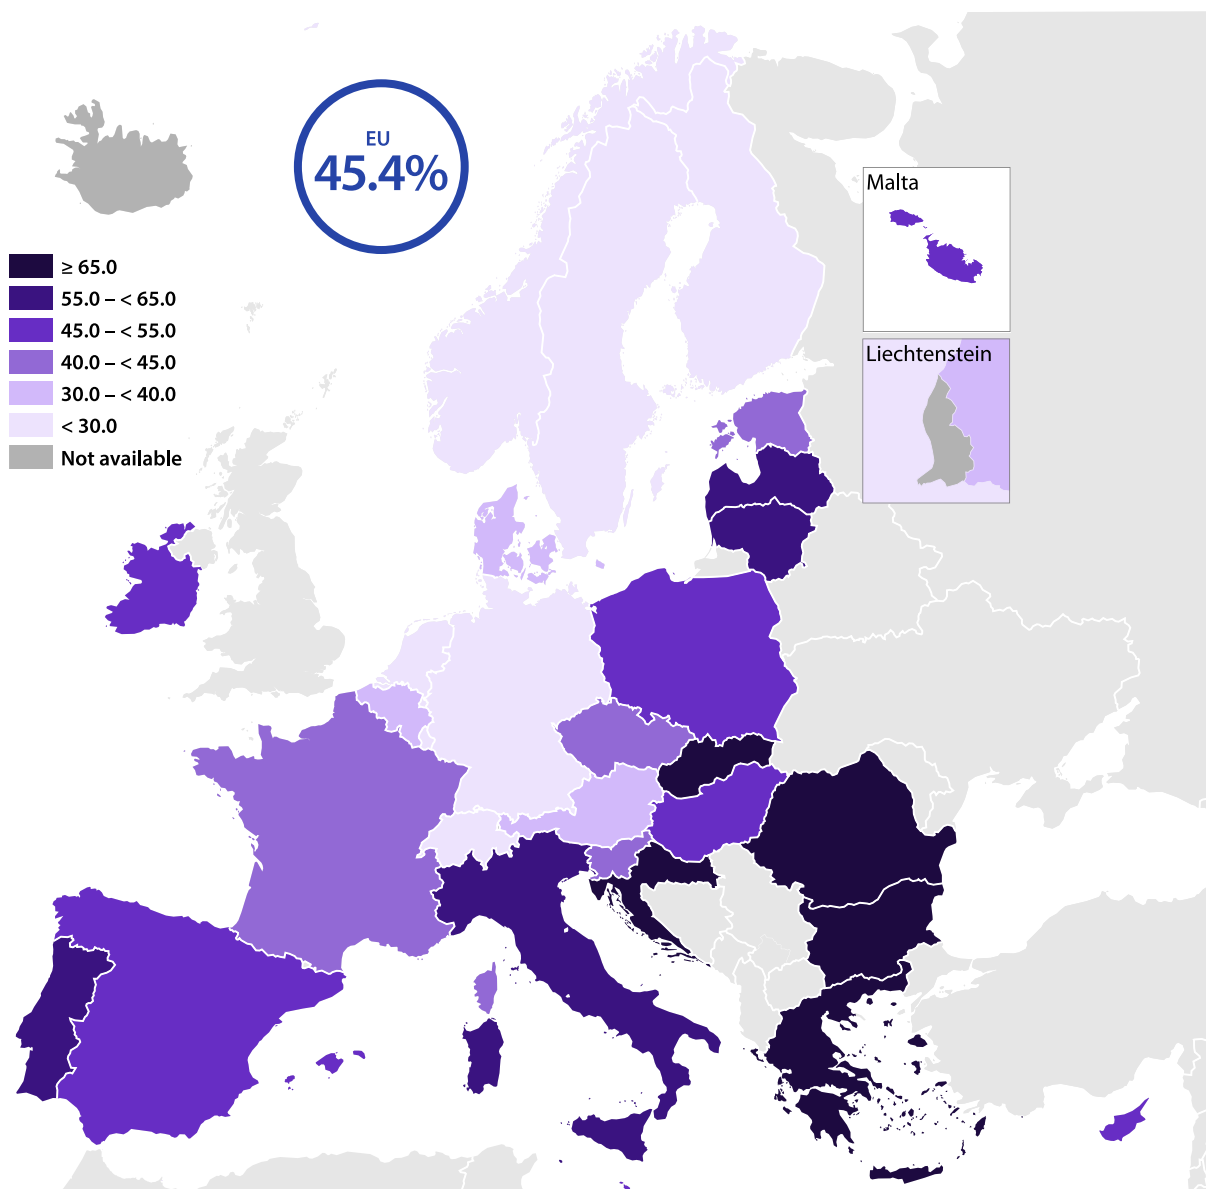 EU
45.4%
Malta
Liechtenstein
≥ 65.0
55.0 – < 65.0
45.0 – < 55.0
40.0 – < 45.0
30.0 – < 40.0
< 30.0
Not available